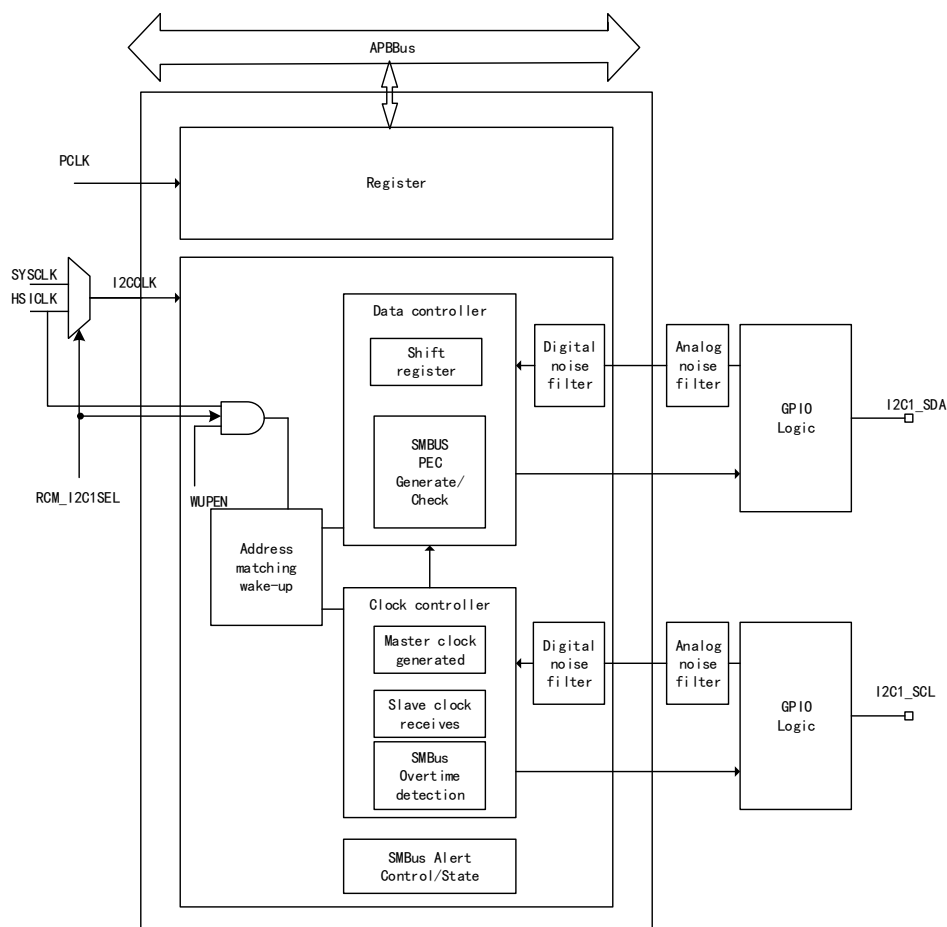 APBBus
PCLK
Register
SYSCLK
HSICLK
I2CCLK
Data controller
Shift
register
Digital
noise
filter
Analog
noise
filter
GPIO
Logic
I2C1_SDA
SMBUS
PEC
Generate/
Check
RCM_I2C1SEL
WUPEN
Address
matching
wake-up
Clock controller
Master clock
generated
Digital
noise
filter
Analog
noise
filter
GPIO
Logic
I2C1_SCL
Slave clock
receives
SMBus
Overtime
detection
SMBus Alert
Control/State